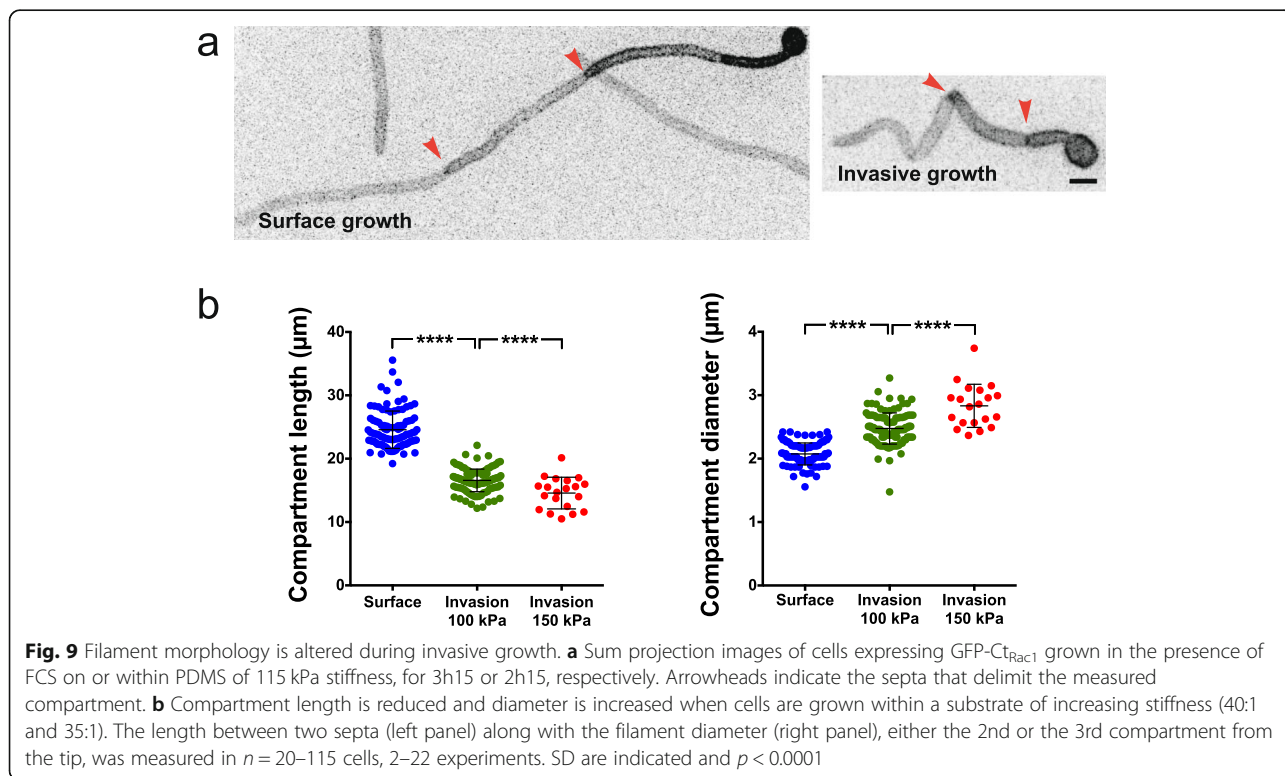 a
Surface growth
Invasive growth
b
Compartment length (µm)
40
30
20
10
0
****
****
Surface
Invasion
100 kPa
Invasion
150 kPa
Compartment diameter (µm)
4
3
2
1
0
****
****
Surface
Invasion
100 kPa
Invasion
150 kPa
Fig. 9 Filament morphology is altered during invasive growth. a Sum projection images of cells expressing GFP-CtRac1 grown in the presence of
FCS on or within PDMS of 115 kPa stiffness, for 3h15 or 2h15, respectively. Arrowheads indicate the septa that delimit the measured
compartment. b Compartment length is reduced and diameter is increased when cells are grown within a substrate of increasing stiffness (40:1
and 35:1). The length between two septa (left panel) along with the filament diameter (right panel), either the 2nd or the 3rd compartment from
the tip, was measured in n = 20–115 cells, 2–22 experiments. SD are indicated and p < 0.0001